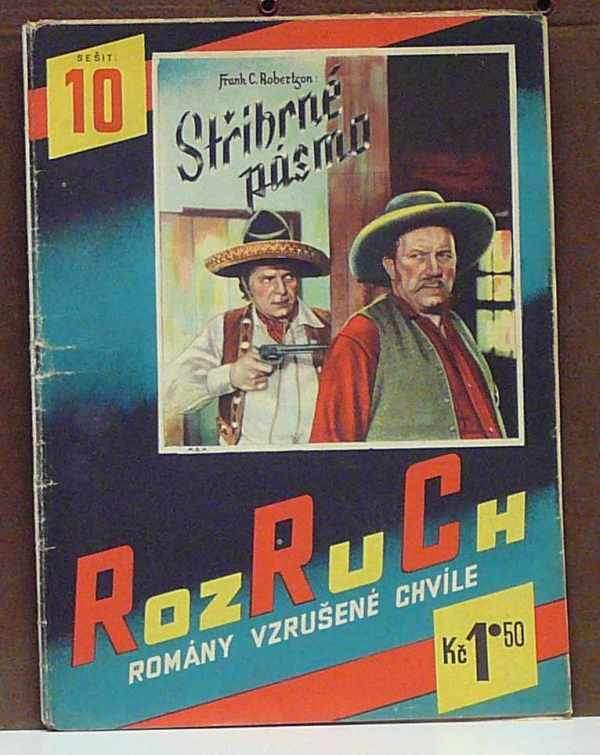 SEŠIT:
10
Frank C. Robertson:
Stříbrné
pásmo
RozRuCh
ROMÁNY VZRUŠENÉ CHVÍLE
Kč 1.50